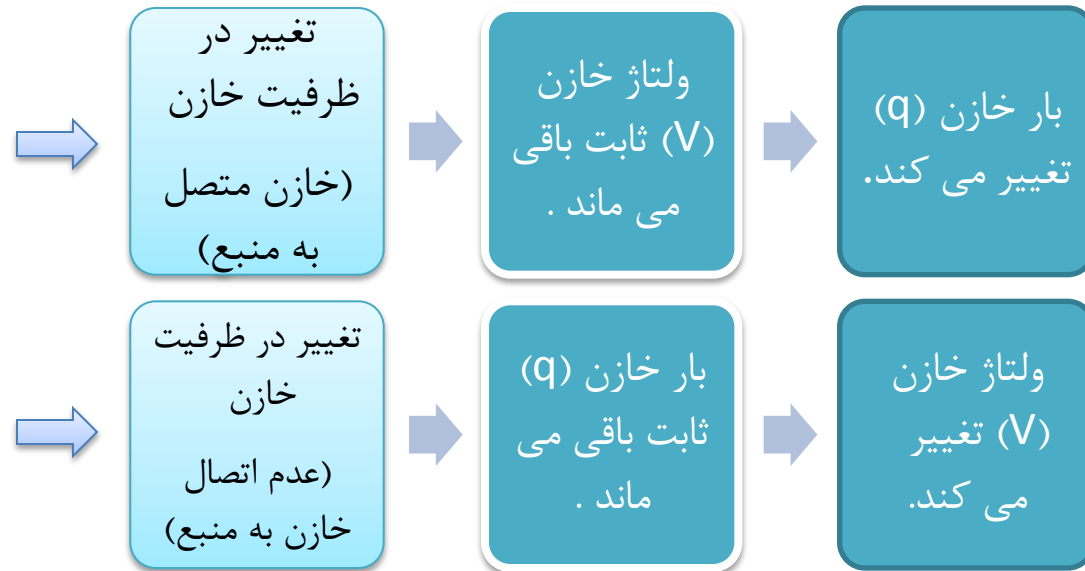 تغییر در
ظرفیت خازن
(خازن متصل
به منبع)
ولتاژ خازن
(V) ثابت باقی
می ماند .
بار خازن (q)
تغییر می کند.
تغییر در ظرفیت
خازن
(عدم اتصال
خازن به منبع)
بار خازن (q)
ثابت باقی می
ماند .
ولتاژ خازن
(V) تغییر
می کند.